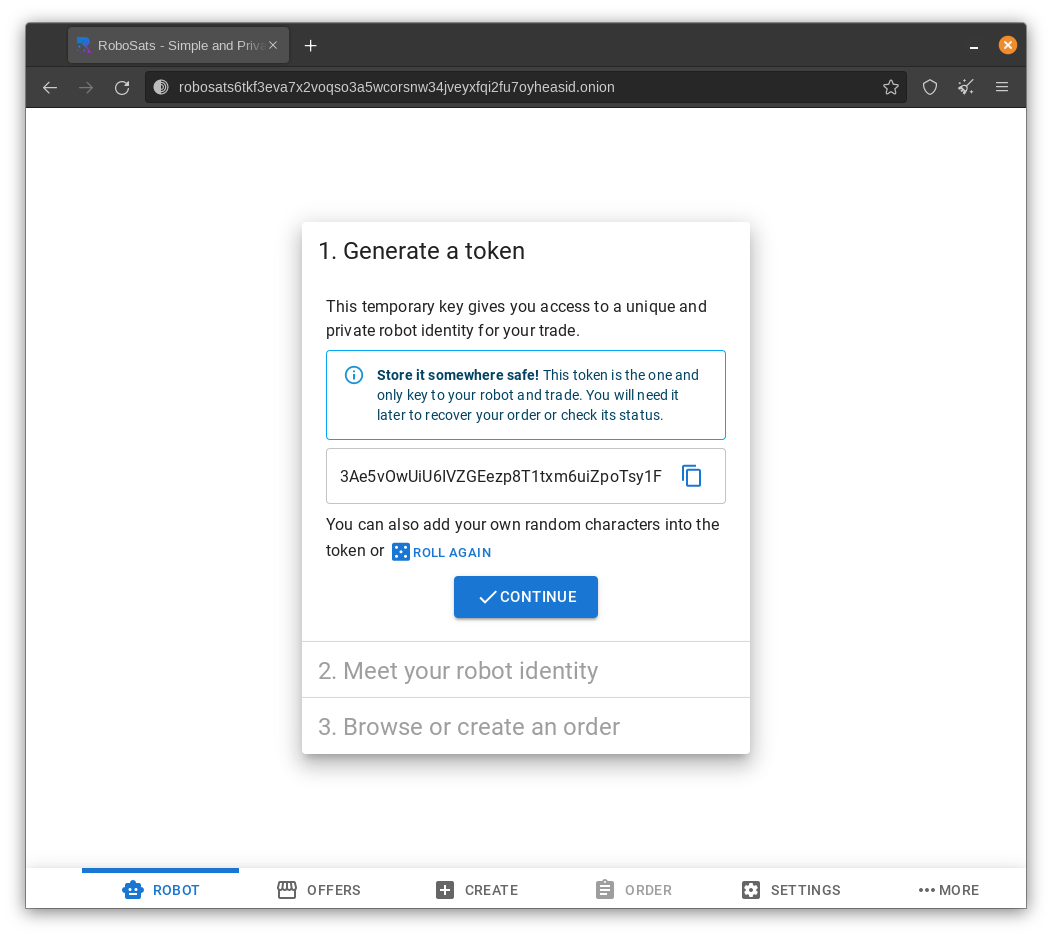 RoboSats - Simple and Priva
robosats6tkf3eva7x2voqso3a5wcorsnw34jveyxfqi2fu7oyheasid.onion
1. Generate a token
This temporary key gives you access to a unique and
private robot identity for your trade.
Store it somewhere safe! This token is the one and
only key to your robot and trade. You will need it
later to recover your order or check its status.
3Ae5vOwUiU6IVZGEezp8T1txm6uiZpoTsy1F
You can also add your own random characters into the
token or ROLL AGAIN
CONTINUE
2. Meet your robot identity
3. Browse or create an order
ROBOT
OFFERS
CREATE
ORDER
SETTINGS
MORE